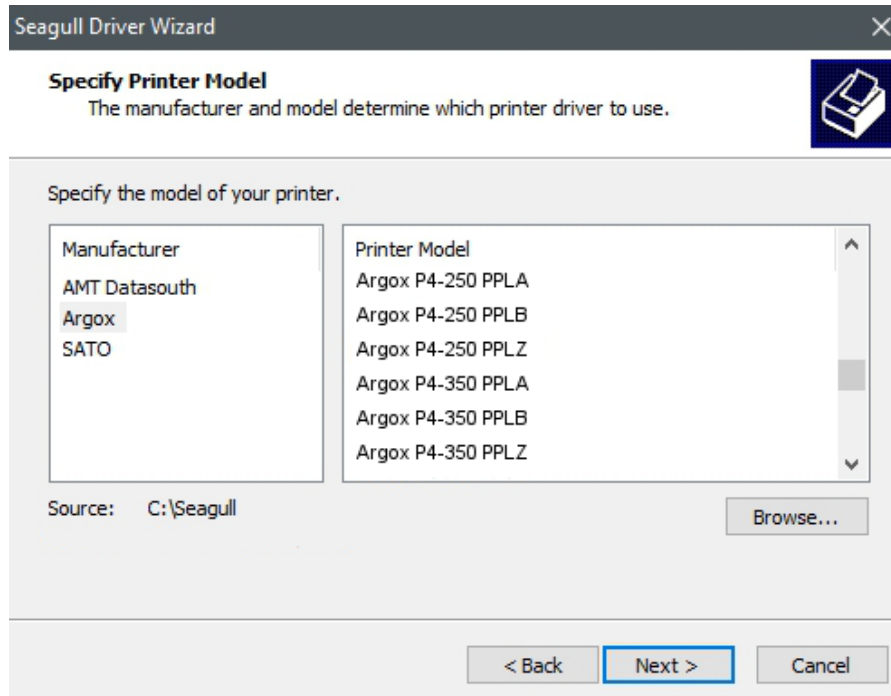 Seagull Driver Wizard
Specify Printer Model
The manufacturer and model determine which printer driver to use.
Specify the model of your printer.
Manufacturer
AMT Datasouth
Argox
SATO
Printer Model
Argox P4-250 PPLA
Argox P4-250 PPLB
Argox P4-250 PPLZ
Argox P4-350 PPLA
Argox P4-350 PPLB
Argox P4-350 PPLZ
Source: C:\Seagull
Browse...
< Back
Next >
Cancel